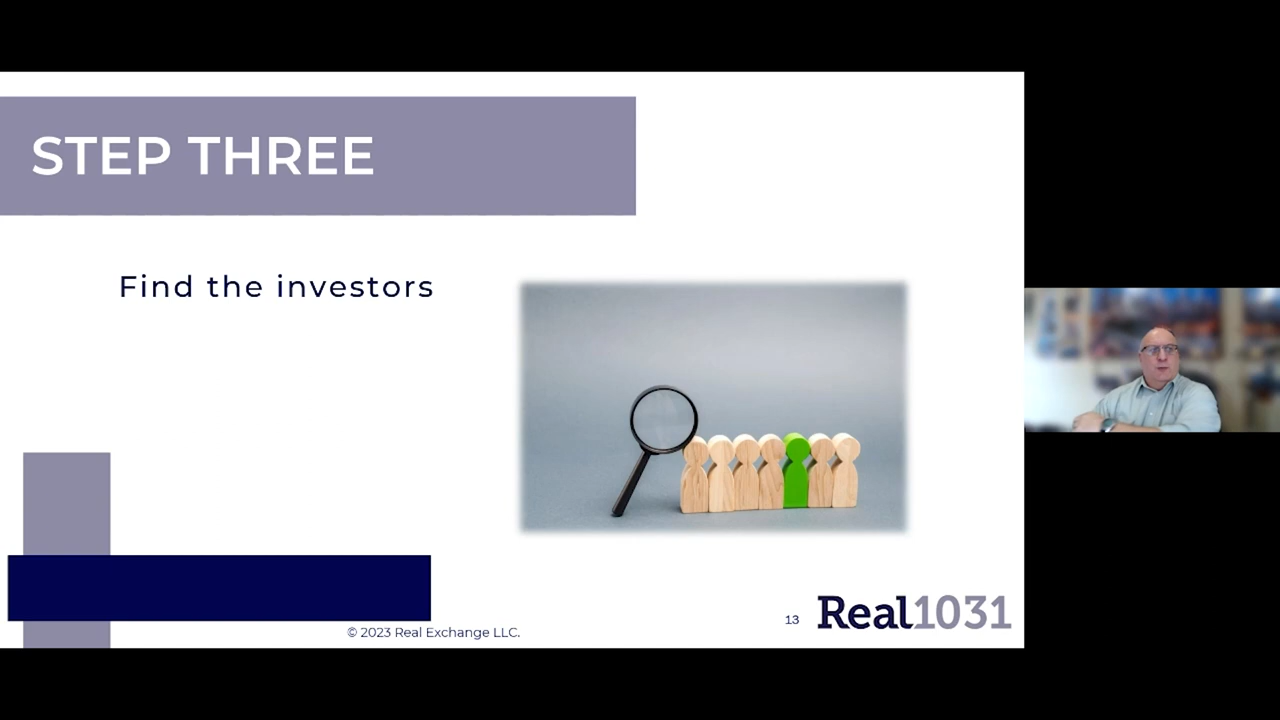 STEP THREE
Find the investors
© 2023 Real Exchange LLC.
13
Real1031